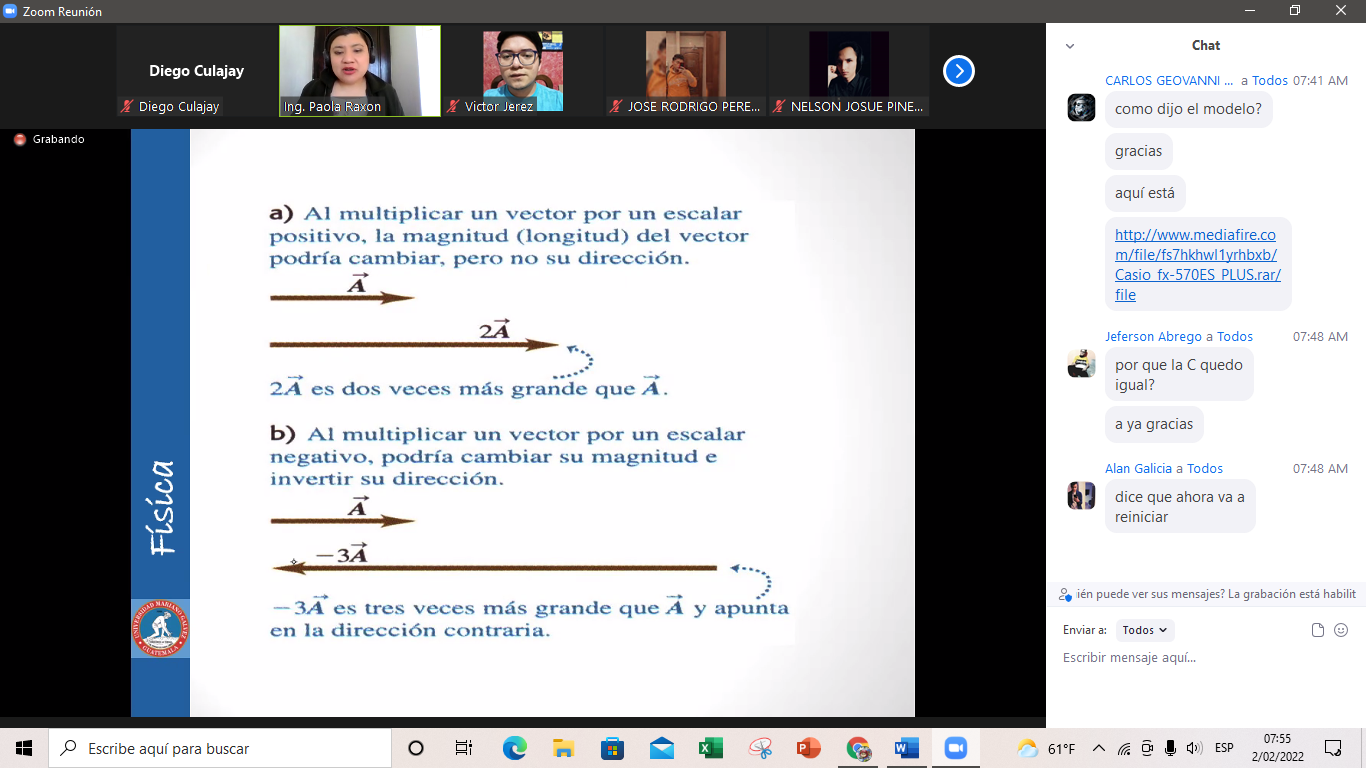 Zoom Reunión
Diego Culajay
Diego Culajay
Ing. Paola Raxon
Victor Jerez
JOSE RODRIGO PERE...
NELSON JOSUE PINE...
Grabando
a) Al multiplicar un vector por un escalar
positivo, la magnitud (longitud) del vector
podría cambiar, pero no su dirección.
A
2A
2A es dos veces más grande que A.
b) Al multiplicar un vector por un escalar
negativo, podría cambiar su magnitud e
invertir su dirección.
A
−3A
−3A es tres veces más grande que A y apunta
en la dirección contraria.
Física
UNIVERSIDAD MARIANO GALVEZ
GUATEMALA
Chat
CARLOS GEOVANNI ... a Todos 07:41 AM
como dijo el modelo?
gracias
aquí está
http://www.mediafire.co
m/file/fs7hkhwl1yrhbxb/
Casio_fx-570ES_PLUS.rar/
file
Jeferson Abrego a Todos 07:48 AM
por que la C quedo
igual?
a ya gracias
Alan Galicia a Todos 07:48 AM
dice que ahora va a
reiniciar
ién puede ver sus mensajes? La grabación está habilit
Enviar a: Todos
Escribir mensaje aquí...
Escribe aquí para buscar
61°F
ESP
07:55
2/02/2022